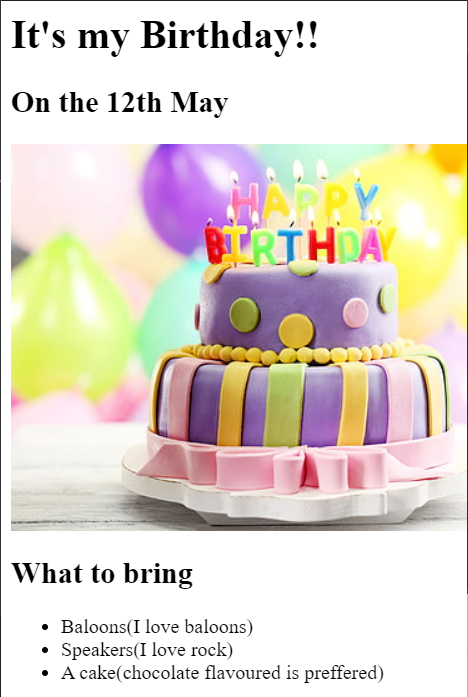 It's my Birthday!!
On the 12th May
HAPPY
BIRTHDAY
What to bring
Baloons(I love baloons)
Speakers(I love rock)
A cake(chocolate flavoured is preffered)